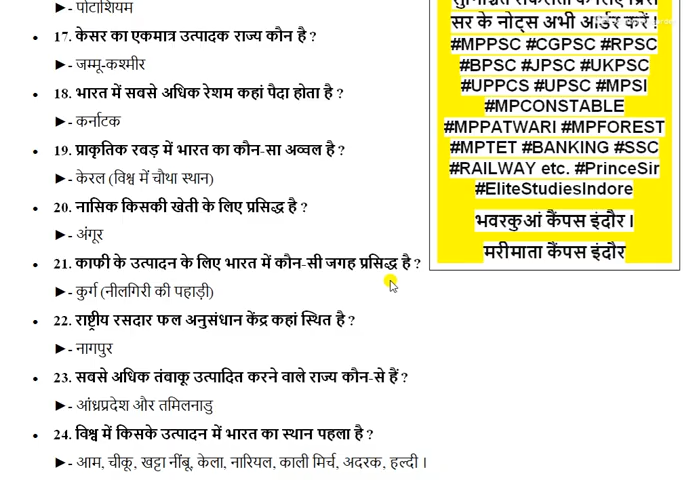 ►- पोटाशियम
17. केसर का एकमात्र उत्पादक राज्य कौन है ?
►- जम्मू-कश्मीर
18. भारत में सबसे अधिक रेशम कहां पैदा होता है ?
►- कर्नाटक
19. प्राकृतिक रवड़ में भारत का कौन-सा अव्वल है ?
►- केरल (विश्व में चौथा स्थान)
20. नासिक किसकी खेती के लिए प्रसिद्ध है ?
►- अंगूर
21. काफी के उत्पादन के लिए भारत में कौन-सी जगह प्रसिद्ध है ?
►- कुर्ग (नीलगिरी की पहाड़ी)
22. राष्ट्रीय रसदार फल अनुसंधान केंद्र कहां स्थित है ?
►- नागपुर
23. सबसे अधिक तंवाकू उत्पादित करने वाले राज्य कौन-से हैं ?
►- आंध्रप्रदेश और तमिलनाडु
24. विश्व में किसके उत्पादन में भारत का स्थान पहला है ?
►- आम, चीकू, खट्टा नींबू, केला, नारियल, काली मिर्च, अदरक, हल्दी ।
सर के नोट्स अभी आर्डर करें !
#MPPSC #CGPSC #RPSC
#BPSC #JPSC #UKPSC
#UPPCS #UPSC #MPSI
#MPCONSTABLE
#MPPATWARI #MPFOREST
#MPTET #BANKING #SSC
#RAILWAY etc. #PrinceSir
#EliteStudiesIndore
भवरकुआं कैंपस इंदौर ।
मरीमाता कैंपस इंदौर